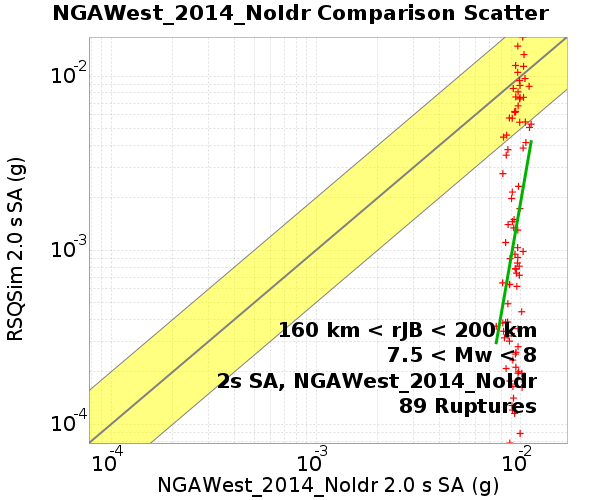 NGAWest_2014_NoIdr Comparison Scatter
RSQSim 2.0 s SA (g)
10-2
10-3
10-4
160 km < rJB < 200 km
7.5 < Mw < 8
2s SA, NGAWest_2014_NoIdr
89 Ruptures
10-4 10-3 10-2
NGAWest_2014_NoIdr 2.0 s SA (g)